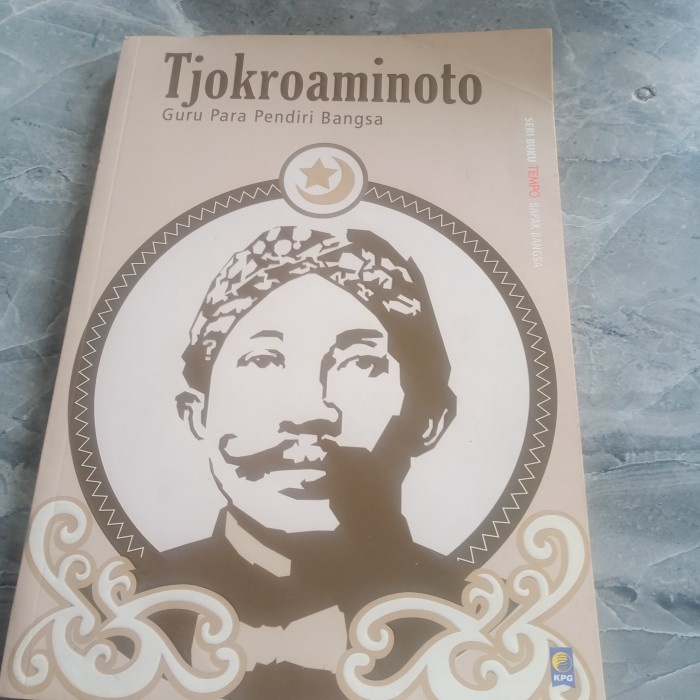 Tjokroaminoto
Guru Para Pendiri Bangsa
SERI BUKU TEMPO: BAPAK BANGSA
KPG